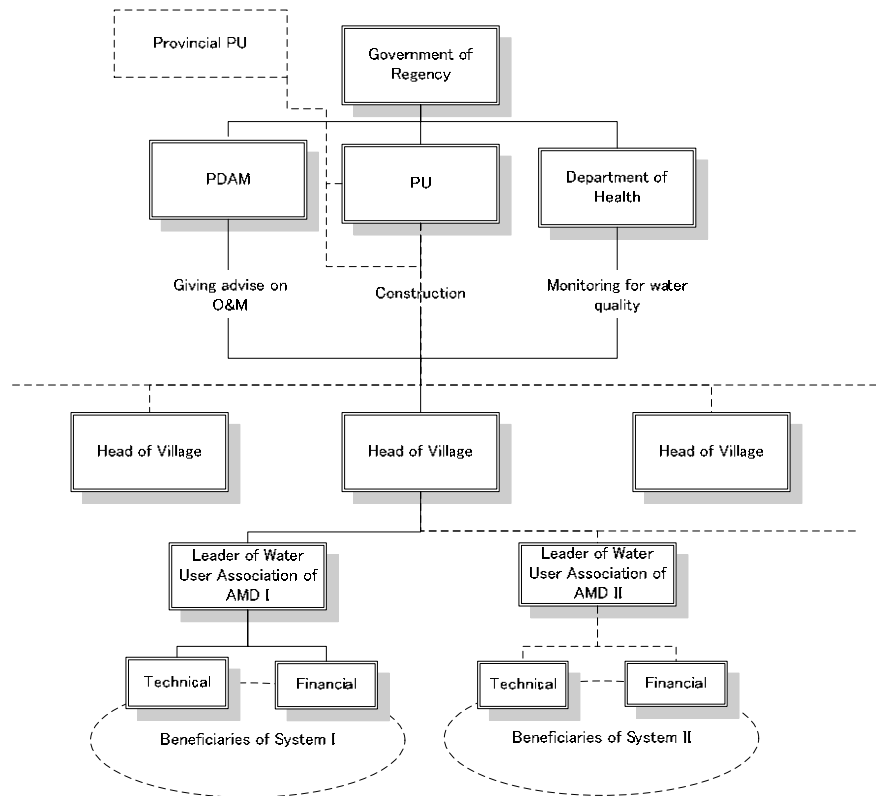 Provincial PU
Government of
Regency
PDAM
PU
Department of
Health
Giving advise on
O&M
Construction
Monitoring for water
quality
Head of Village
Head of Village
Head of Village
Leader of Water
User Association of
AMD I
Leader of Water
User Association of
AMD II
Technical
Financial
Technical
Financial
Beneficiaries of System I
Beneficiaries of System II